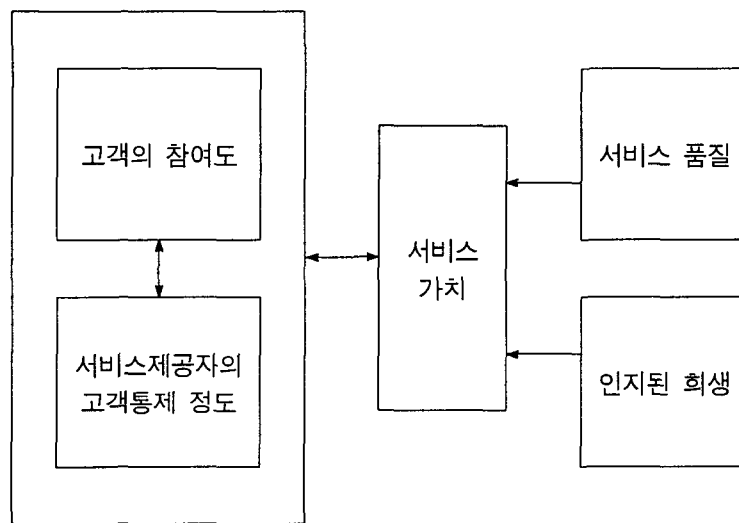 고객의 참여도
서비스제공자의
고객통제 정도
서비스
가치
서비스 품질
인지된 희생